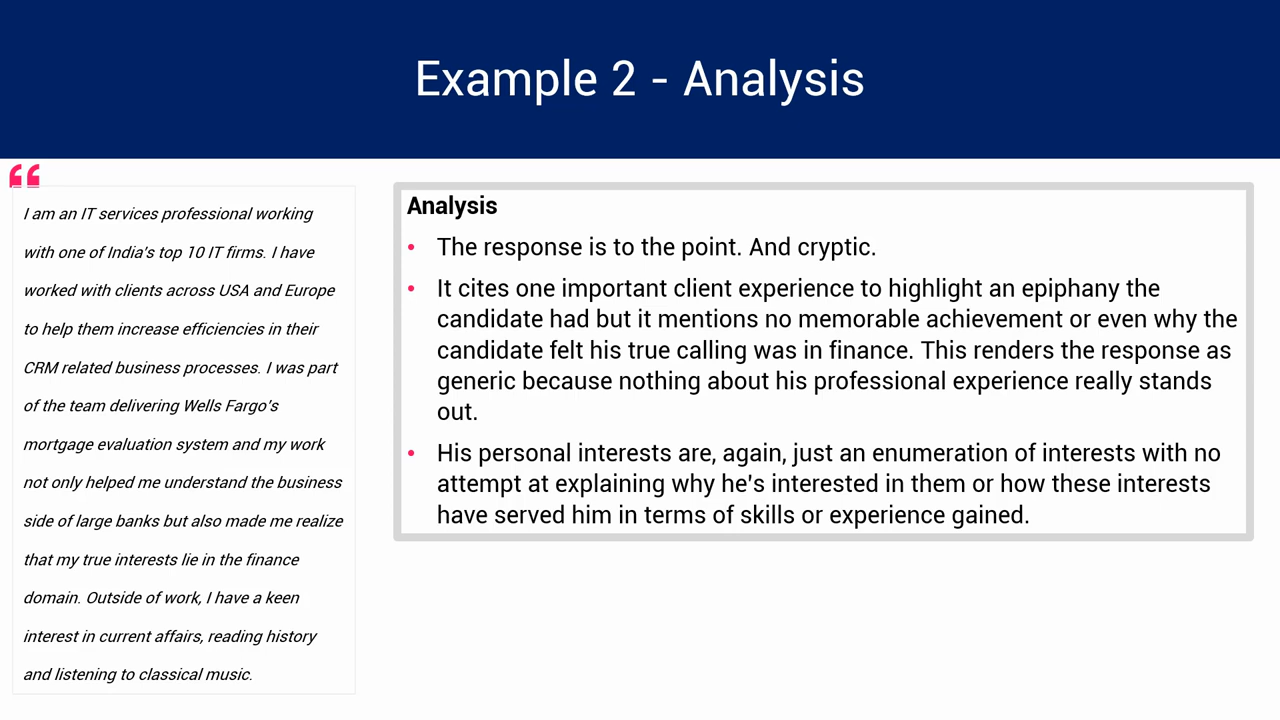 Example 2 - Analysis
“
I am an IT services professional working
with one of India's top 10 IT firms. I have
worked with clients across USA and Europe
to help them increase efficiencies in their
CRM related business processes. I was part
of the team delivering Wells Fargo's
mortgage evaluation system and my work
not only helped me understand the business
side of large banks but also made me realize
that my true interests lie in the finance
domain. Outside of work, I have a keen
interest in current affairs, reading history
and listening to classical music.
Analysis
• The response is to the point. And cryptic.
• It cites one important client experience to highlight an epiphany the
candidate had but it mentions no memorable achievement or even why the
candidate felt his true calling was in finance. This renders the response as
generic because nothing about his professional experience really stands
out.
• His personal interests are, again, just an enumeration of interests with no
attempt at explaining why he's interested in them or how these interests
have served him in terms of skills or experience gained.